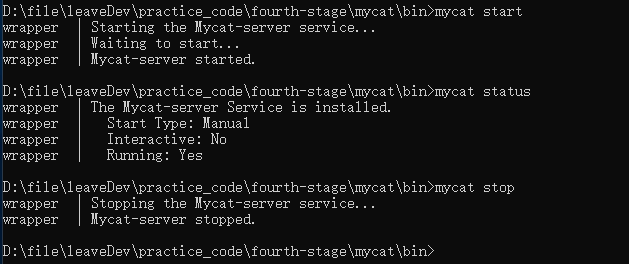 D:\file\leaveDev\practice_code\fourth-stage\mycat\bin>mycat start
wrapper  | Starting the Mycat-server service...
wrapper  | Waiting to start...
wrapper  | Mycat-server started.
D:\file\leaveDev\practice_code\fourth-stage\mycat\bin>mycat status
wrapper  | The Mycat-server Service is installed.
wrapper  |   Start Type: Manual
wrapper  |   Interactive: No
wrapper  |   Running: Yes
D:\file\leaveDev\practice_code\fourth-stage\mycat\bin>mycat stop
wrapper  | Stopping the Mycat-server service...
wrapper  | Mycat-server stopped.
D:\file\leaveDev\practice_code\fourth-stage\mycat\bin>